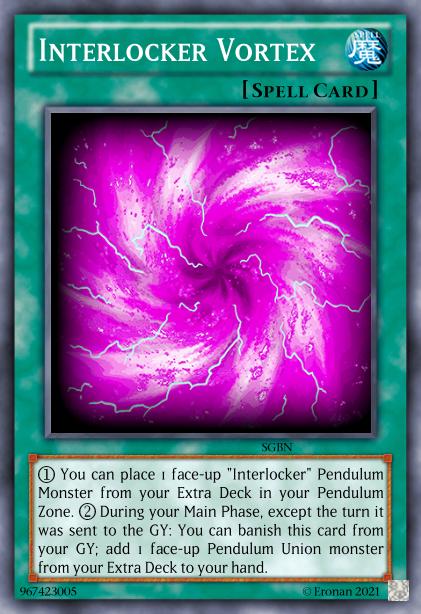 INTERLOCKER VORTEX
SPELL
魔
[SPELL CARD]
SGBN
① You can place 1 face-up "Interlocker" Pendulum
Monster from your Extra Deck in your Pendulum
Zone. ② During your Main Phase, except the turn it
was sent to the GY: You can banish this card from
your GY; add 1 face-up Pendulum Union monster
from your Extra Deck to your hand.
967423005
© Eronan 2021